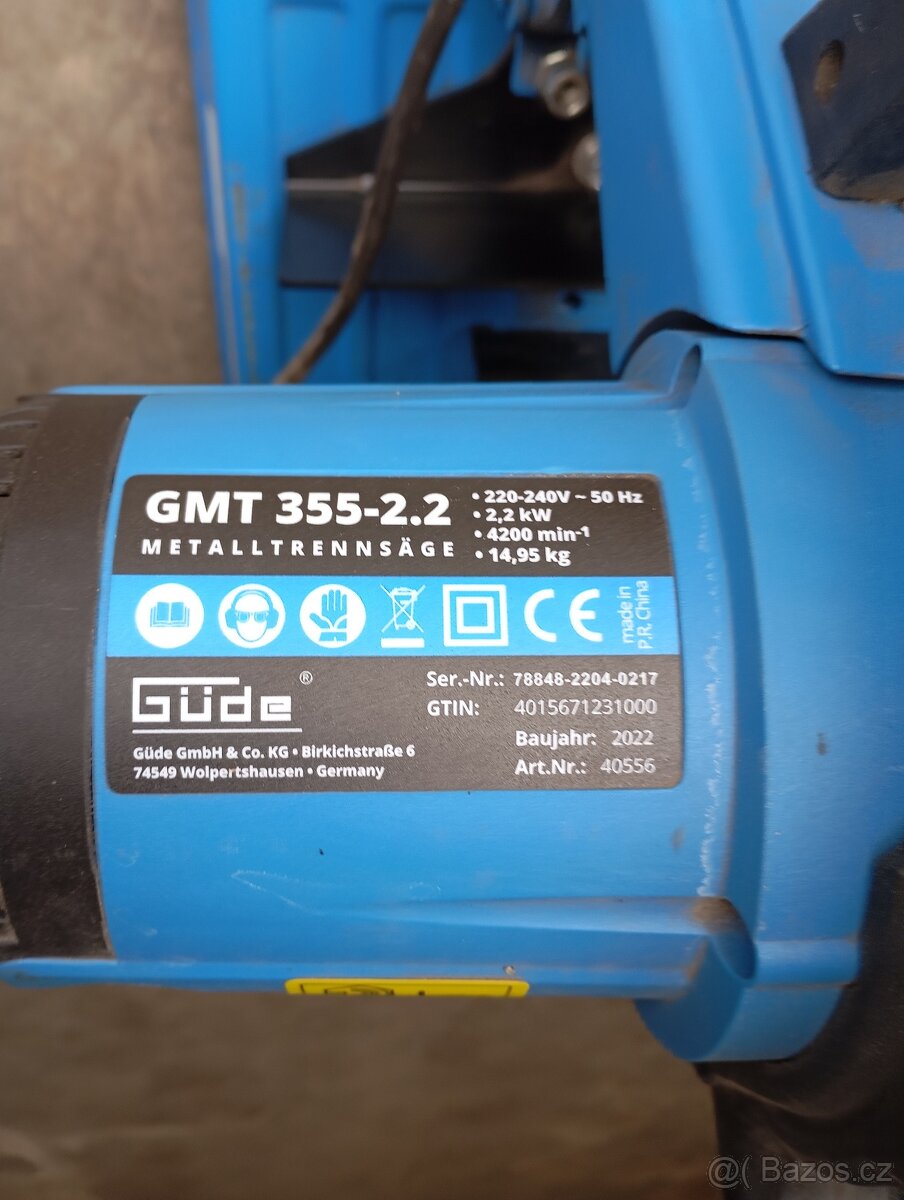 GMT 355-2.2
METALLTRENNSÄGE
• 220-240V ~ 50 Hz
• 2,2 kW
• 4200 min-1
• 14,95 kg
CE
made in
P.R. China
Güde ®
Güde GmbH & Co. KG • Birkichstraße 6
74549 Wolpertshausen • Germany
Ser.-Nr.: 78848-2204-0217
GTIN: 4015671231000
Baujahr: 2022
Art.Nr.: 40556
@( Bazos.cz